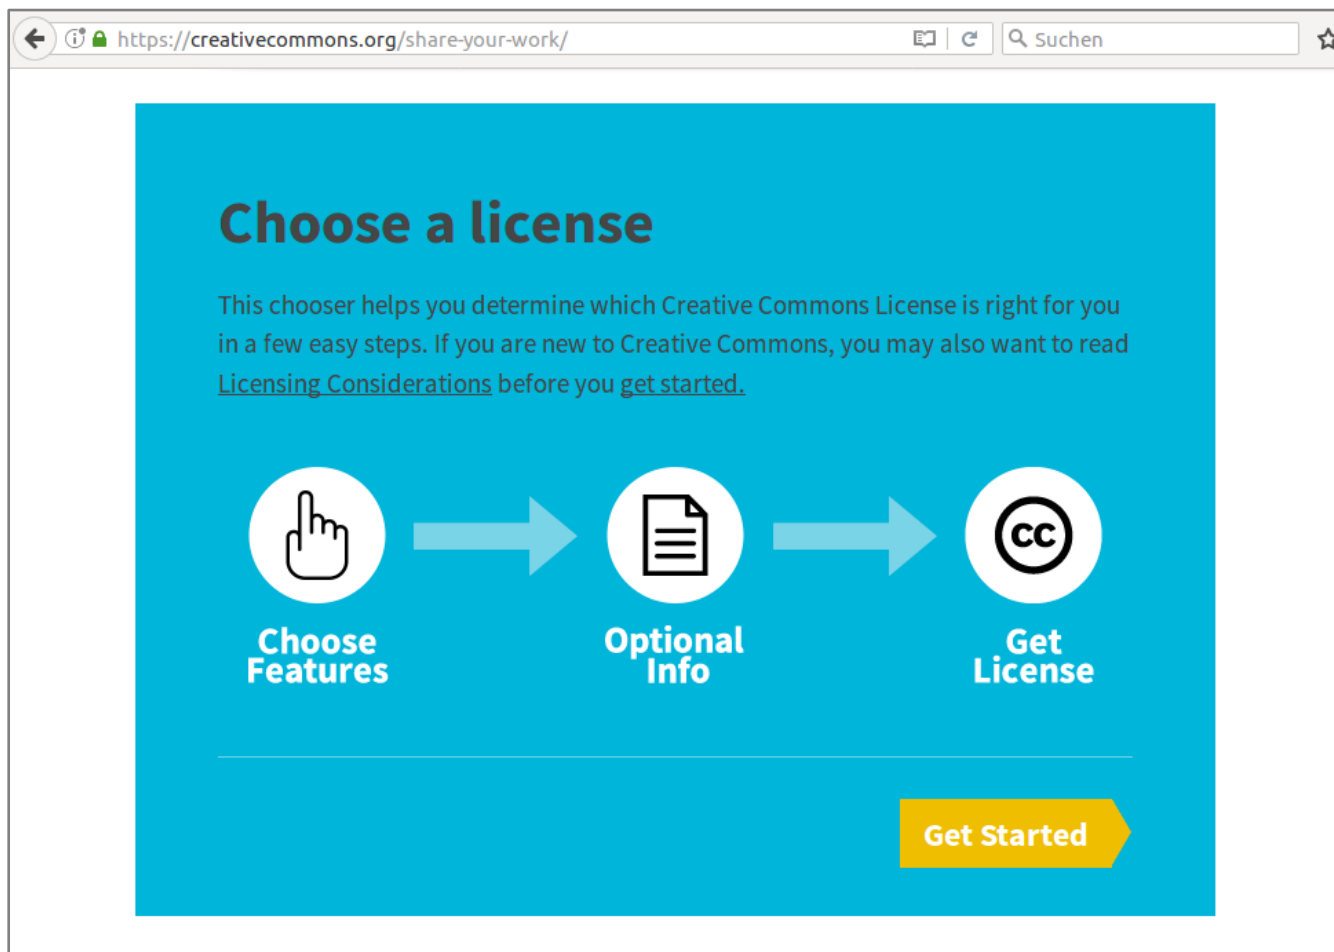 https://creativecommons.org/share-your-work/
Suchen
Choose a license
This chooser helps you determine which Creative Commons License is right for you
in a few easy steps. If you are new to Creative Commons, you may also want to read
Licensing Considerations before you get started.
cc
Choose
Features
Optional
Info
Get
License
Get Started